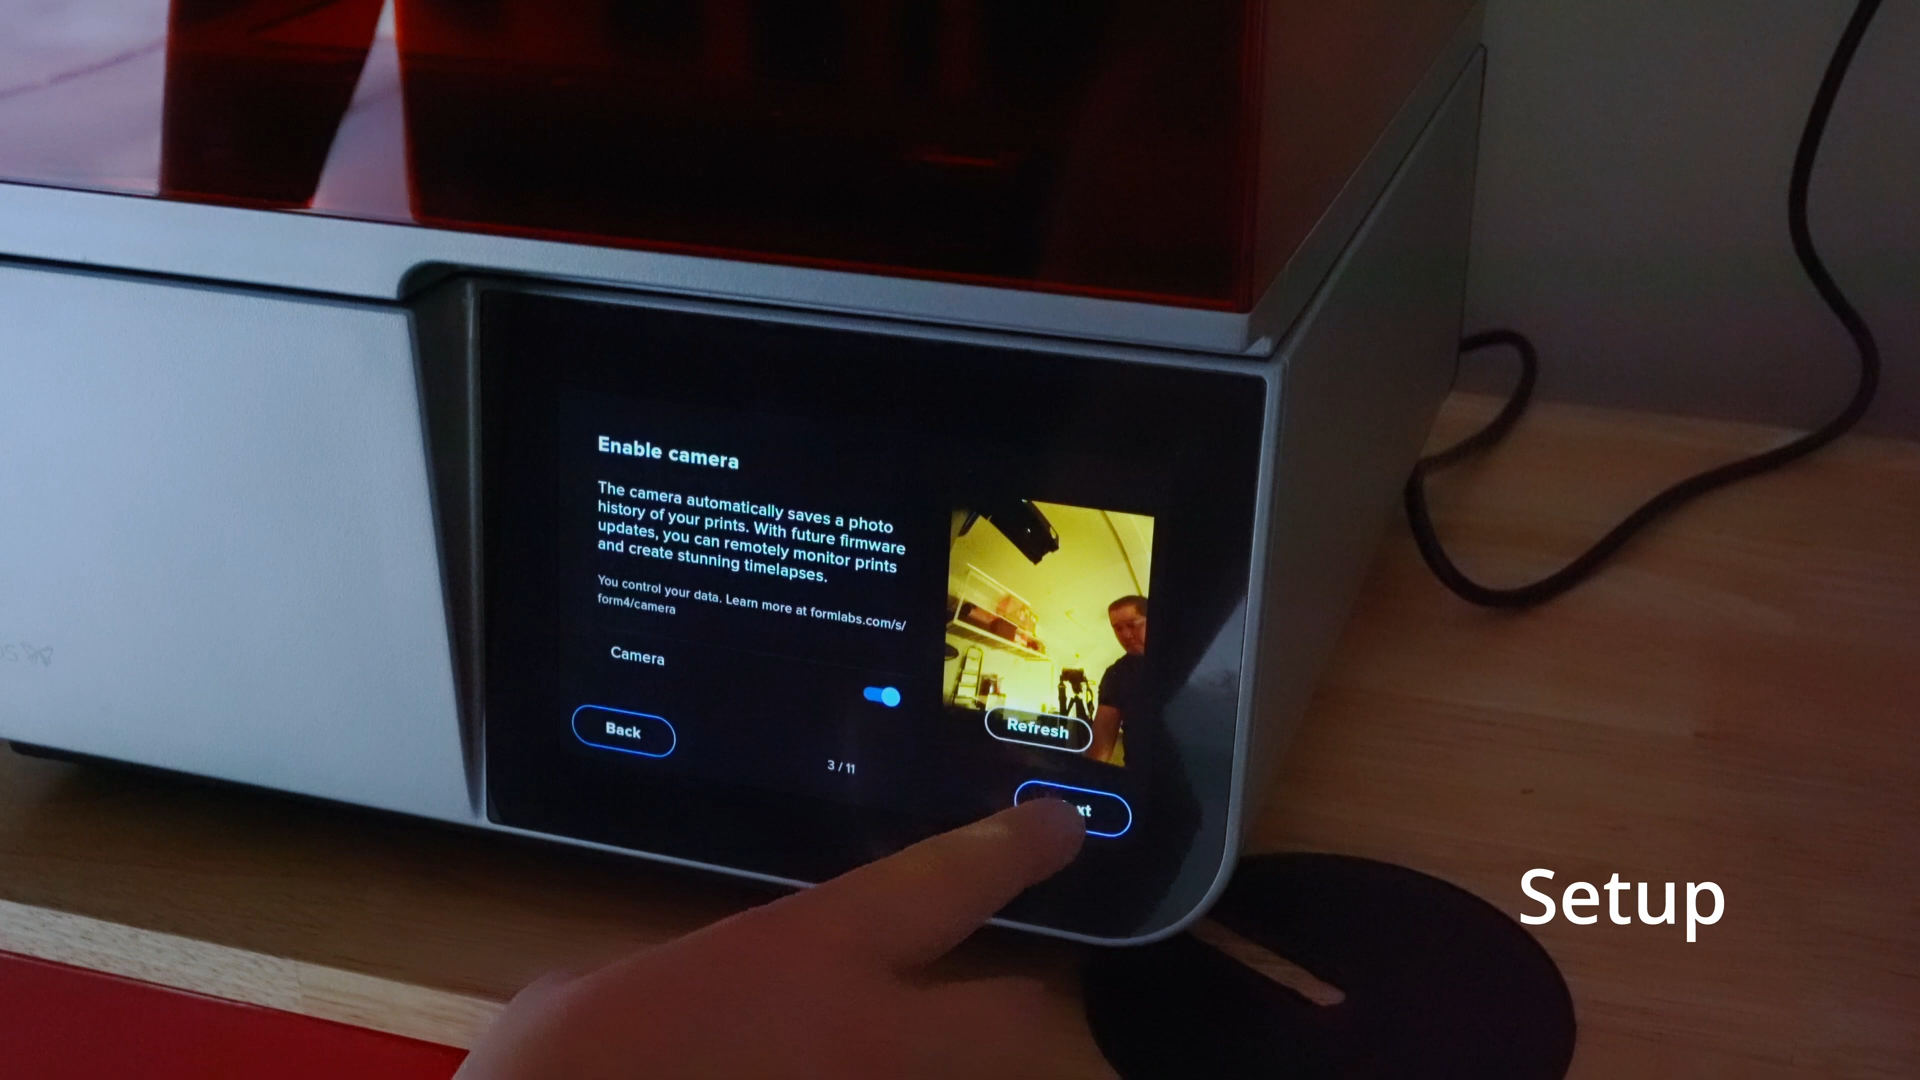 Enable camera
The camera automatically saves a photo
history of your prints. With future firmware
updates, you can remotely monitor prints
and create stunning timelapses.
You control your data. Learn more at formlabs.com/s/
form4/camera
Camera
Refresh
Back
3 / 11
Setup